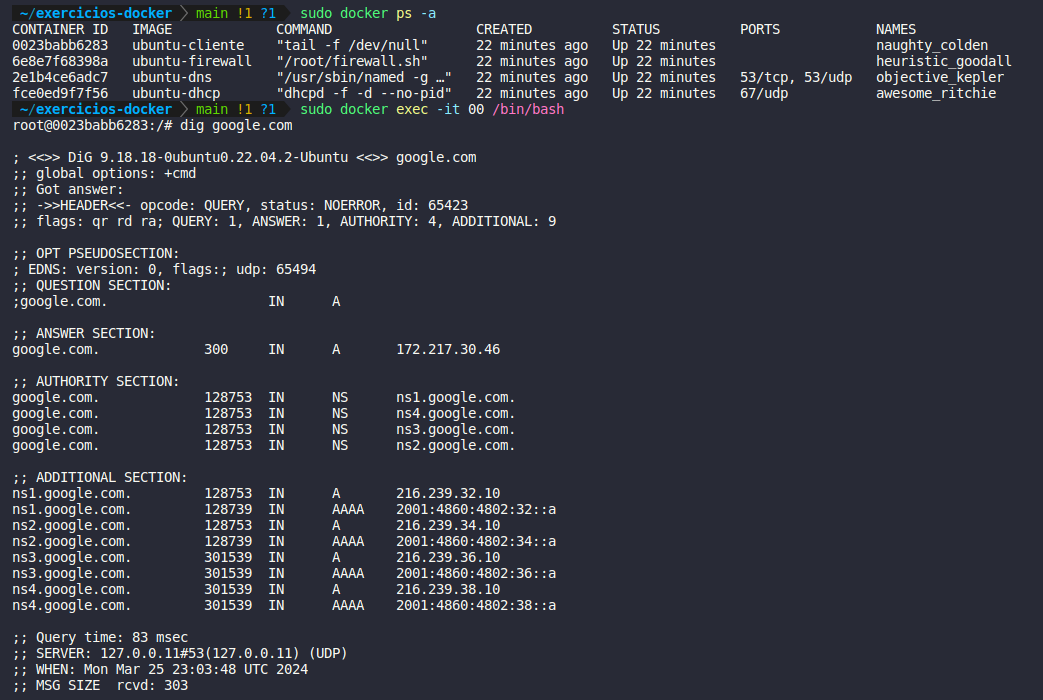 ~/exercicios-docker  main !1 ?1  sudo docker ps -a
CONTAINER ID   IMAGE             COMMAND                  CREATED          STATUS          PORTS            NAMES
0023babb6283   ubuntu-cliente    "tail -f /dev/null"      22 minutes ago   Up 22 minutes                    naughty_colden
6e8e7f68398a   ubuntu-firewall   "/root/firewall.sh"      22 minutes ago   Up 22 minutes                    heuristic_goodall
2e1b4ce6adc7   ubuntu-dns        "/usr/sbin/named -g …"   22 minutes ago   Up 22 minutes   53/tcp, 53/udp   objective_kepler
fce0ed9f7f56   ubuntu-dhcp       "dhcpd -f -d --no-pid"   22 minutes ago   Up 22 minutes   67/udp           awesome_ritchie
~/exercicios-docker  main !1 ?1  sudo docker exec -it 00 /bin/bash
root@0023babb6283:/# dig google.com
; <<>> DiG 9.18.18-0ubuntu0.22.04.2-Ubuntu <<>> google.com
;; global options: +cmd
;; Got answer:
;; ->>HEADER<<- opcode: QUERY, status: NOERROR, id: 65423
;; flags: qr rd ra; QUERY: 1, ANSWER: 1, AUTHORITY: 4, ADDITIONAL: 9
;; OPT PSEUDOSECTION:
; EDNS: version: 0, flags:; udp: 65494
;; QUESTION SECTION:
;google.com.                    IN      A
;; ANSWER SECTION:
google.com.             300     IN      A       172.217.30.46
;; AUTHORITY SECTION:
google.com.             128753  IN      NS      ns1.google.com.
google.com.             128753  IN      NS      ns4.google.com.
google.com.             128753  IN      NS      ns3.google.com.
google.com.             128753  IN      NS      ns2.google.com.
;; ADDITIONAL SECTION:
ns1.google.com.         128753  IN      A       216.239.32.10
ns1.google.com.         128739  IN      AAAA    2001:4860:4802:32::a
ns2.google.com.         128753  IN      A       216.239.34.10
ns2.google.com.         128739  IN      AAAA    2001:4860:4802:34::a
ns3.google.com.         301539  IN      A       216.239.36.10
ns3.google.com.         301539  IN      AAAA    2001:4860:4802:36::a
ns4.google.com.         301539  IN      A       216.239.38.10
ns4.google.com.         301539  IN      AAAA    2001:4860:4802:38::a
;; Query time: 83 msec
;; SERVER: 127.0.0.11#53(127.0.0.11) (UDP)
;; WHEN: Mon Mar 25 23:03:48 UTC 2024
;; MSG SIZE  rcvd: 303